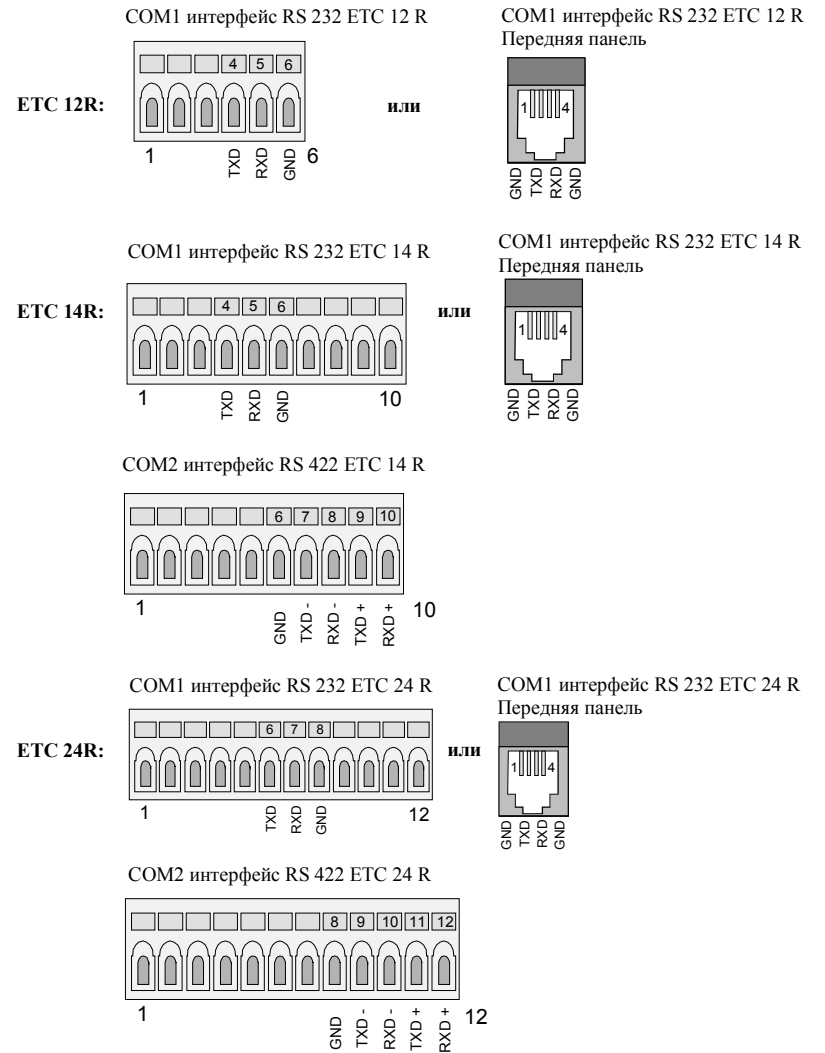 COM1 интерфейс RS 232 ETC 12 R
COM1 интерфейс RS 232 ETC 12 R
Передняя панель
ETC 12R:
4 5 6
1 6
TXD RXD GND
или
1 4
GND TXD RXD GND
COM1 интерфейс RS 232 ETC 14 R
COM1 интерфейс RS 232 ETC 14 R
Передняя панель
ETC 14R:
4 5 6
1 10
TXD RXD GND
или
1 4
GND TXD RXD GND
COM2 интерфейс RS 422 ETC 14 R
6 7 8 9 10
1 10
GND TXD - RXD - TXD + RXD +
COM1 интерфейс RS 232 ETC 24 R
COM1 интерфейс RS 232 ETC 24 R
Передняя панель
ETC 24R:
6 7 8
1 12
TXD RXD GND
или
1 4
GND TXD RXD GND
COM2 интерфейс RS 422 ETC 24 R
8 9 10 11 12
1 12
GND TXD - RXD - TXD + RXD +